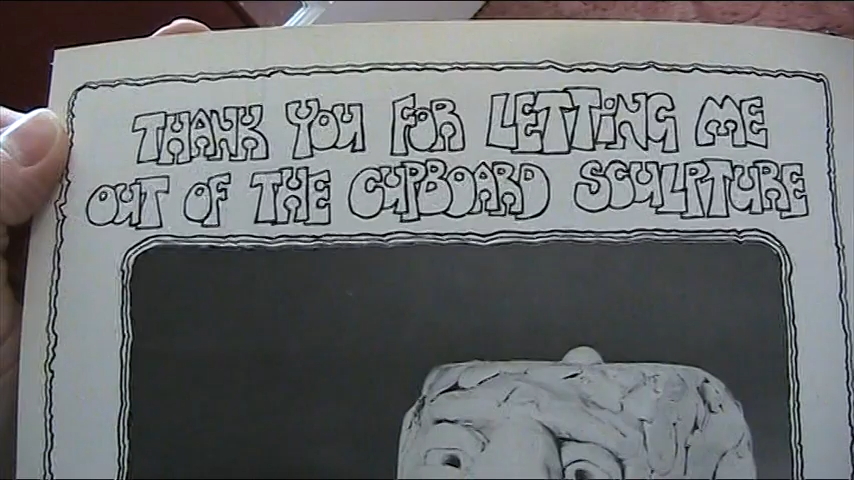 THANK YOU FOR LETTING ME
OUT OF THE CUPBOARD SCULPTURE